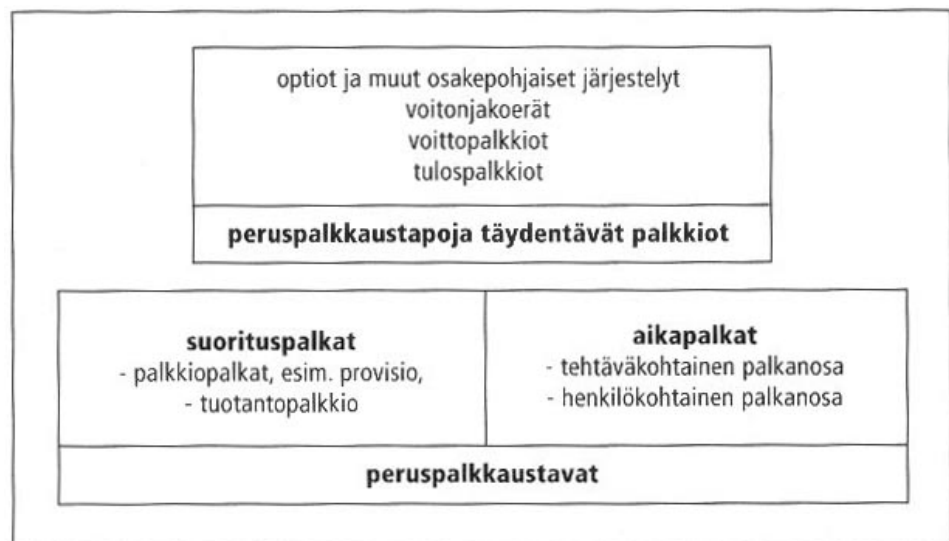 optiot ja muut osakepohjaiset järjestelyt
voitonjakoerät
voittopalkkiot
tulospalkkiot
peruspalkkaustapoja täydentävät palkkiot
suorituspalkat
- palkkiopalkat, esim. provisio,
- tuotantopalkkio
aikapalkat
- tehtäväkohtainen palkanosa
- henkilökohtainen palkanosa
peruspalkkaustavat